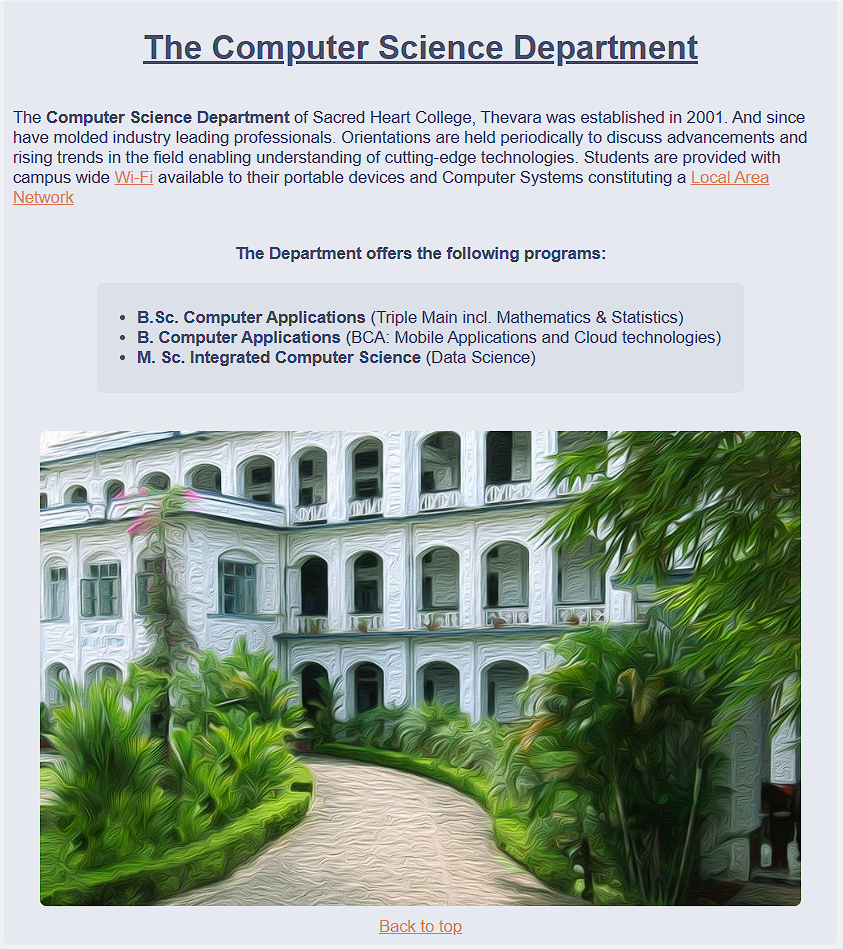 The Computer Science Department
The Computer Science Department of Sacred Heart College, Thevara was established in 2001. And since
have molded industry leading professionals. Orientations are held periodically to discuss advancements and
rising trends in the field enabling understanding of cutting-edge technologies. Students are provided with
campus wide Wi-Fi available to their portable devices and Computer Systems constituting a Local Area
Network
The Department offers the following programs:
• B.Sc. Computer Applications (Triple Main incl. Mathematics & Statistics)
• B. Computer Applications (BCA: Mobile Applications and Cloud technologies)
• M. Sc. Integrated Computer Science (Data Science)
Back to top